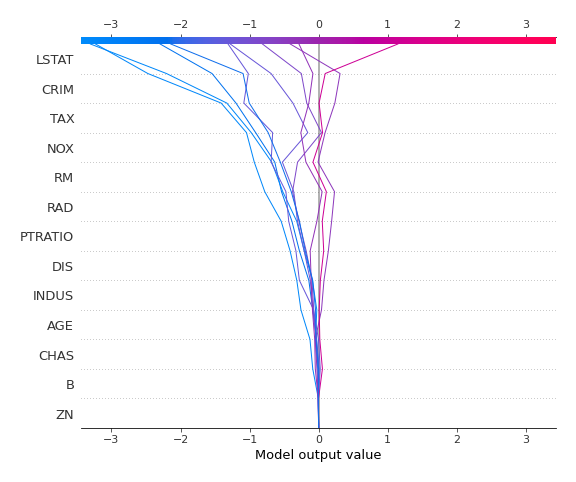 −3 −2 −1 0 1 2 3
LSTAT
CRIM
TAX
NOX
RM
RAD
PTRATIO
DIS
INDUS
AGE
CHAS
B
ZN
−3 −2 −1 0 1 2 3
Model output value